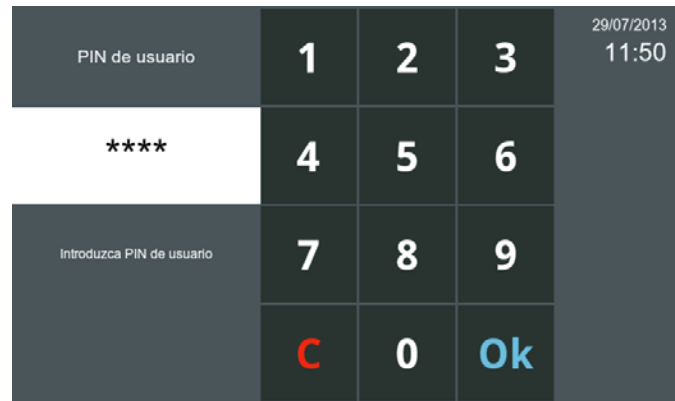 PIN de usuario
****
Introduzca PIN de usuario
1 2 3
4 5 6
7 8 9
C 0 Ok
29/07/2013
11:50